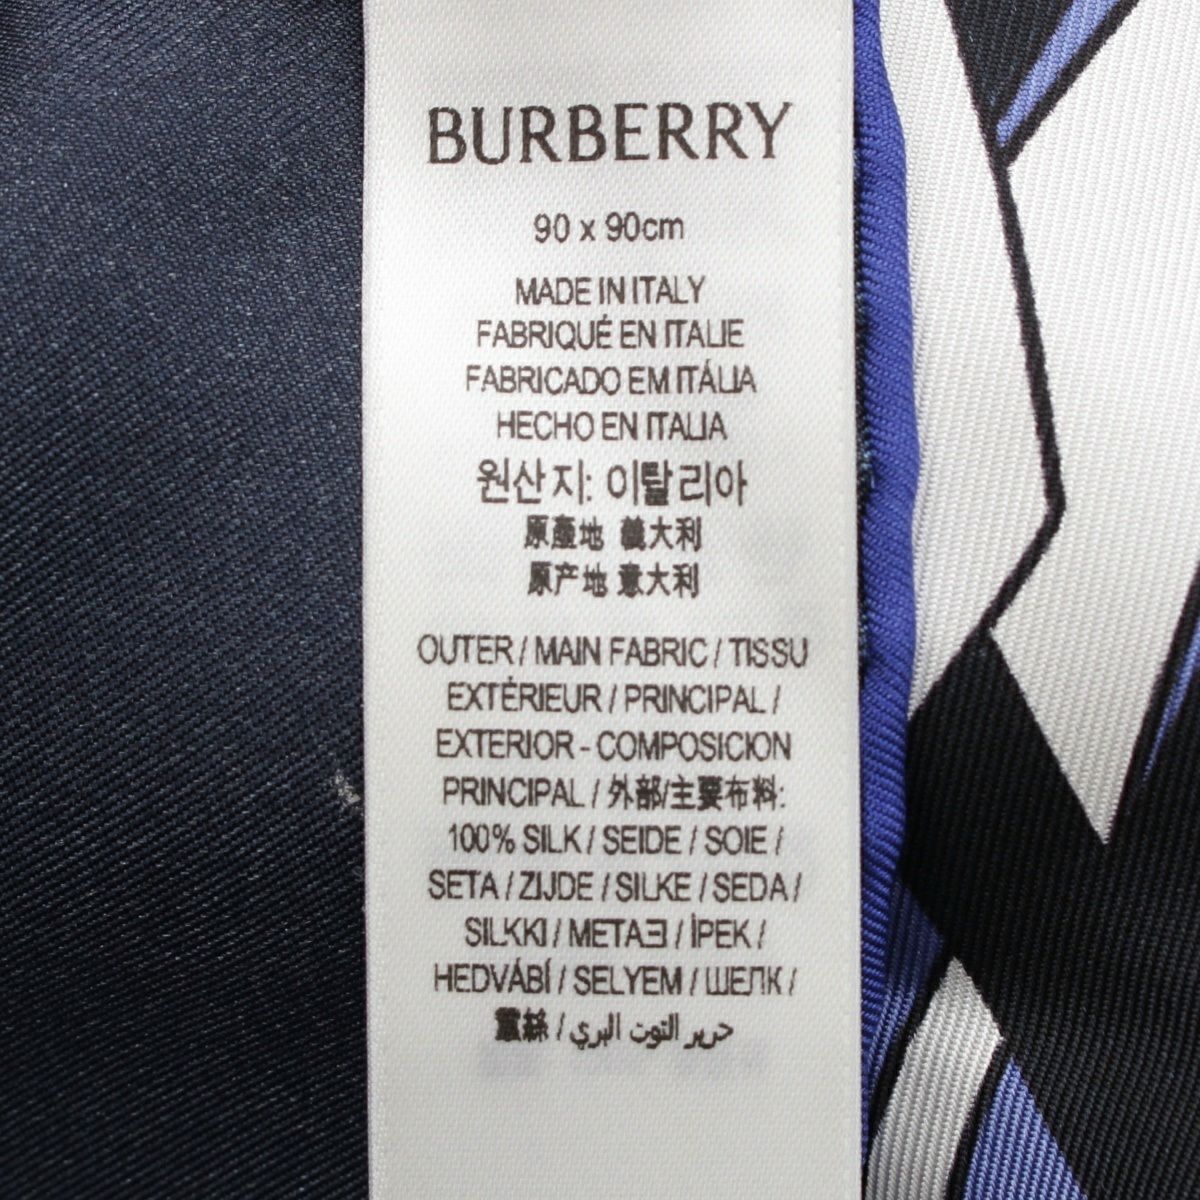 BURBERRY
90 x 90cm
MADE IN ITALY
FABRIQUÉ EN ITALIE
FABRICADO EM ITÁLIA
HECHO EN ITALIA
원산지: 이탈리아
原產地 義大利
原产地 意大利
OUTER / MAIN FABRIC / TISSU
EXTÉRIEUR / PRINCIPAL /
EXTERIOR - COMPOSICION
PRINCIPAL / 外部/主要布料:
100% SILK / SEIDE / SOIE /
SETA / ZIJDE / SILKE / SEDA /
SILKKI / METAΞ / İPEK /
HEDVÁBÍ / SELYEM / ШЕЛК /
蠶絲 / حرير التوت البري